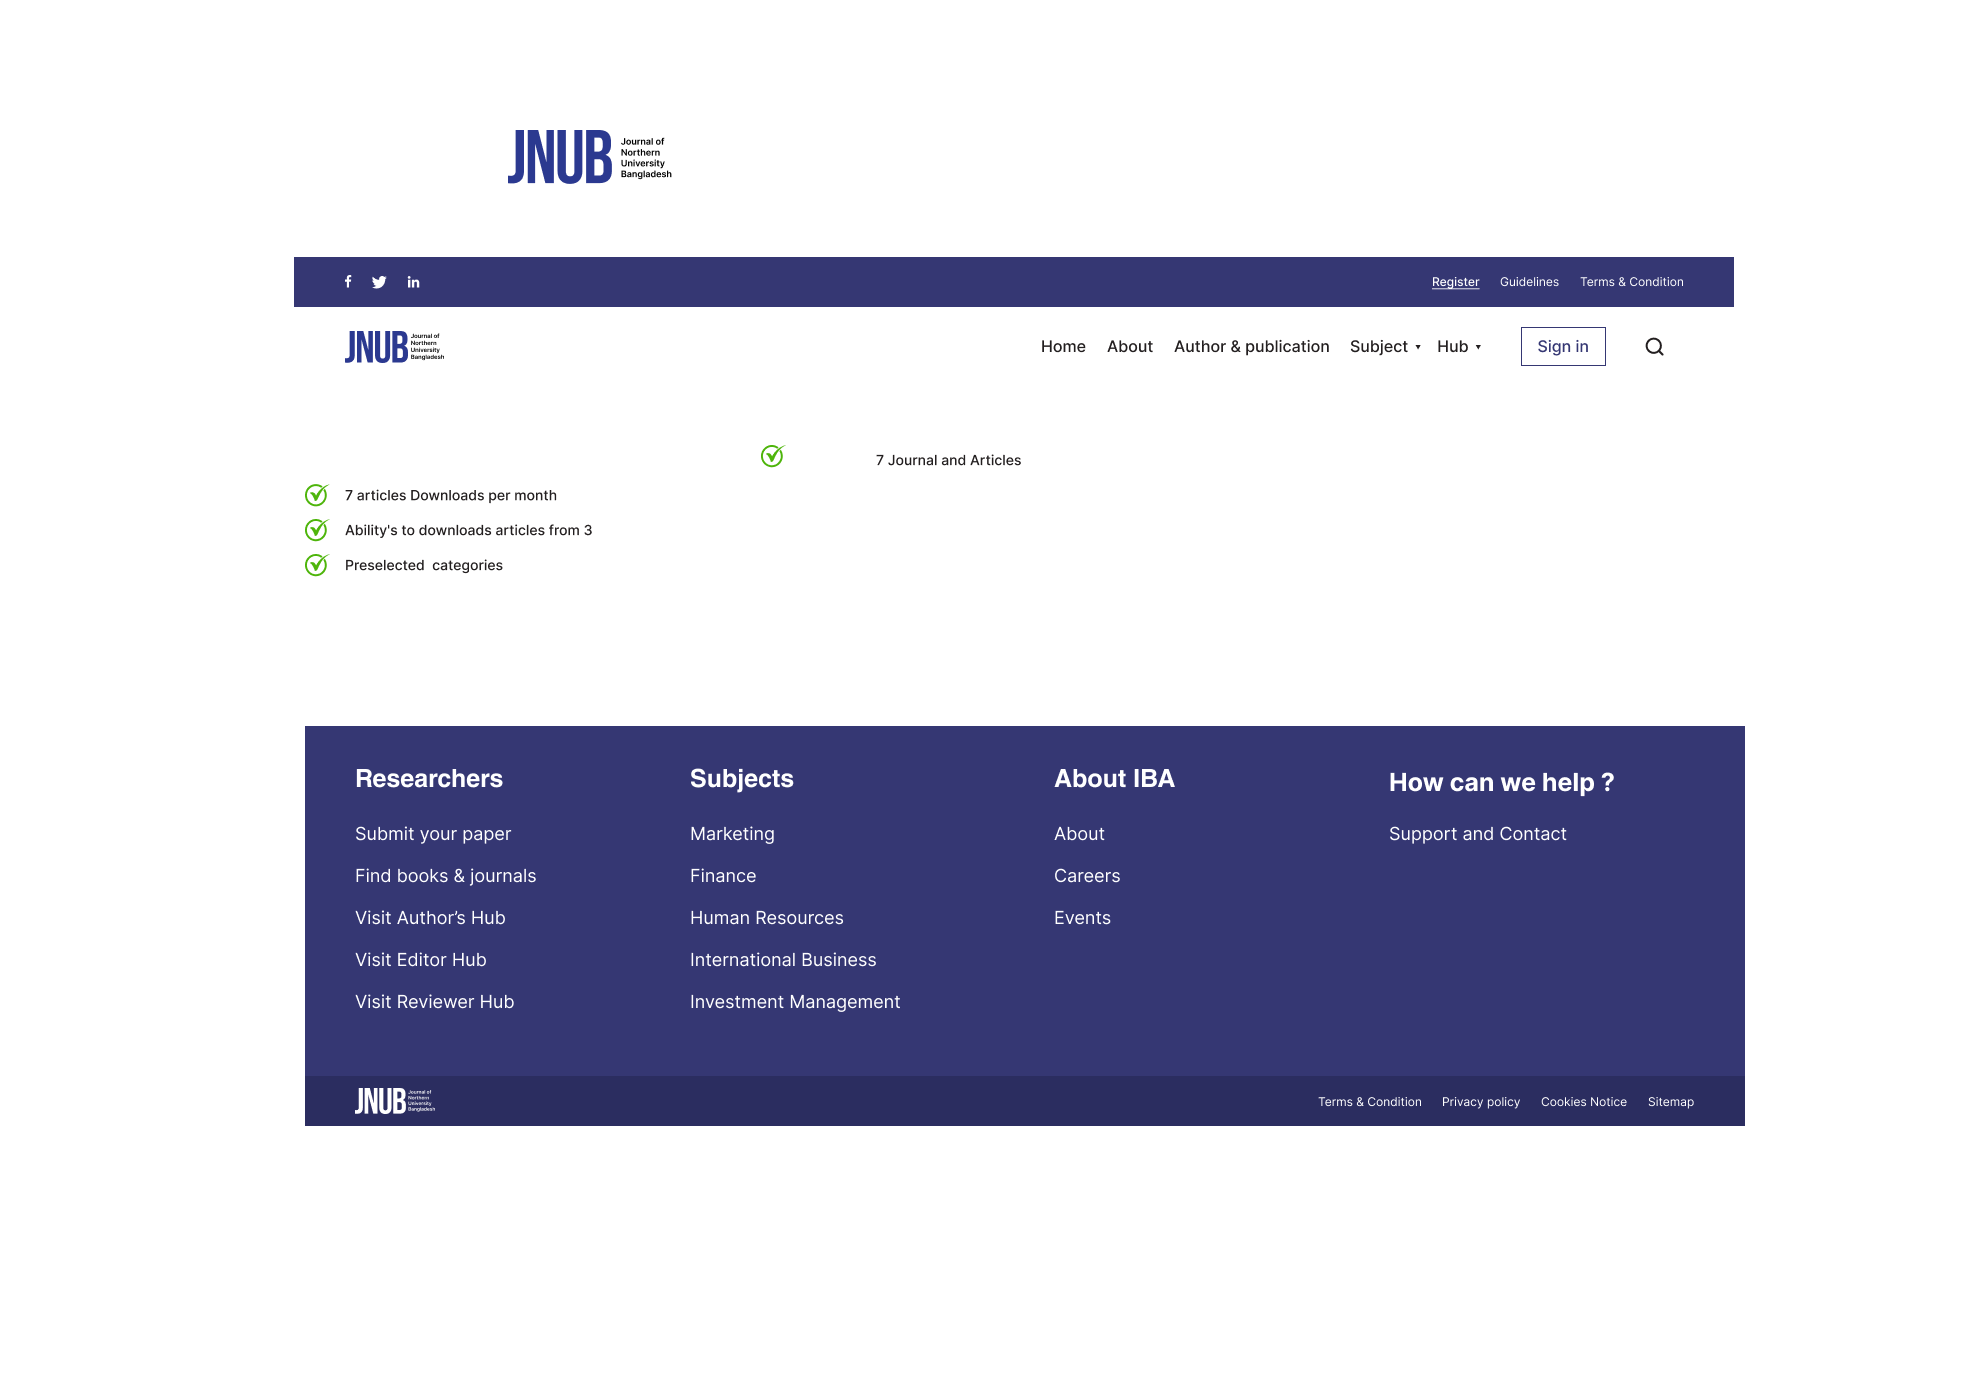 JNUB
Journal of
Northern
University
Bangladesh
Register Guidelines Terms & Condition
JNUB
Journal of
Northern
University
Bangladesh
Home About Author & publication Subject Hub Sign in
7 Journal and Articles
7 articles Downloads per month
Ability's to downloads articles from 3
Preselected categories
Researchers
Submit your paper
Find books & journals
Visit Author’s Hub
Visit Editor Hub
Visit Reviewer Hub
Subjects
Marketing
Finance
Human Resources
International Business
Investment Management
About IBA
About
Careers
Events
How can we help ?
Support and Contact
JNUB
Journal of
Northern
University
Bangladesh
Terms & Condition Privacy policy Cookies Notice Sitemap